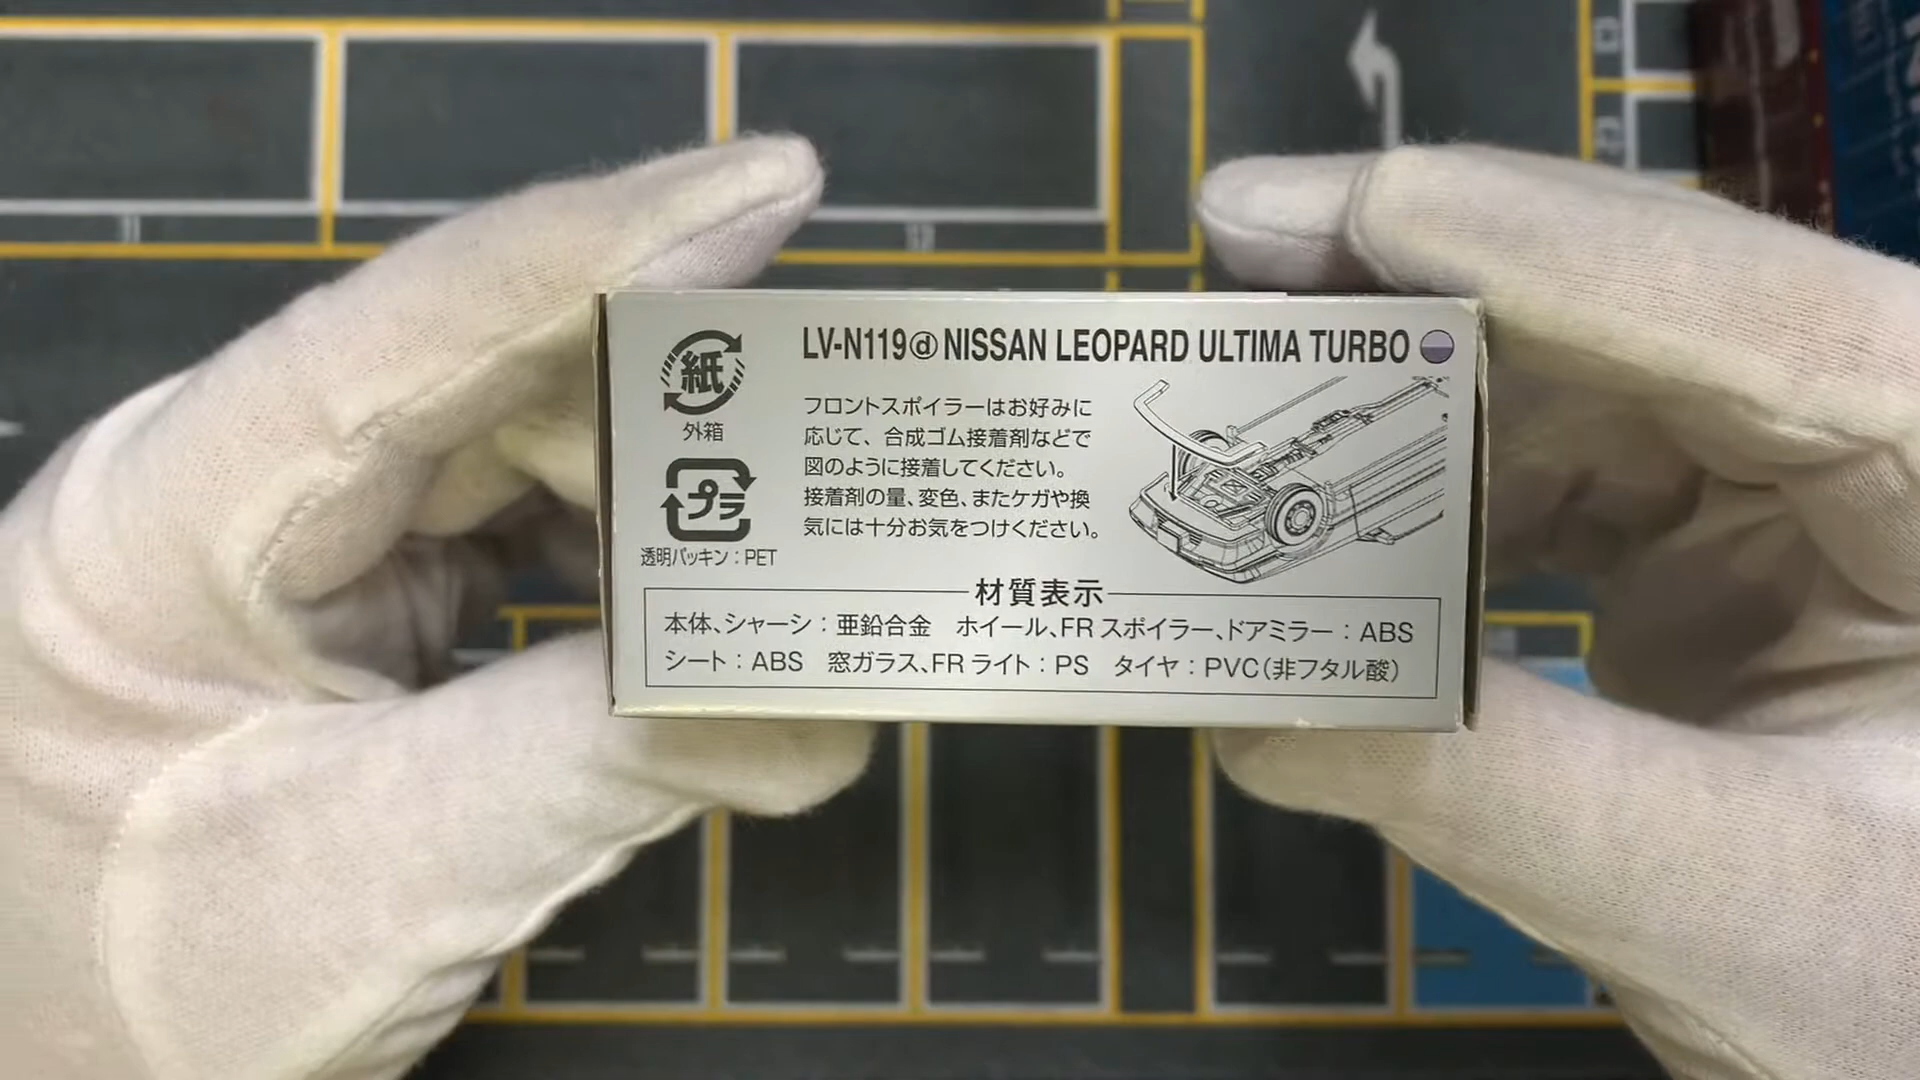 LV-N119ⓓ NISSAN LEOPARD ULTIMA TURBO
紙
外箱
プラ
透明パッキン：PET
フロントスポイラーはお好みに
応じて、合成ゴム接着剤などで
図のように接着してください。
接着剤の量、変色、またケガや換
気には十分お気をつけください。
材質表示
本体、シャーシ：亜鉛合金　ホイール、FRスポイラー、ドアミラー：ABS
シート：ABS　窓ガラス、FRライト：PS　タイヤ：PVC（非フタル酸）